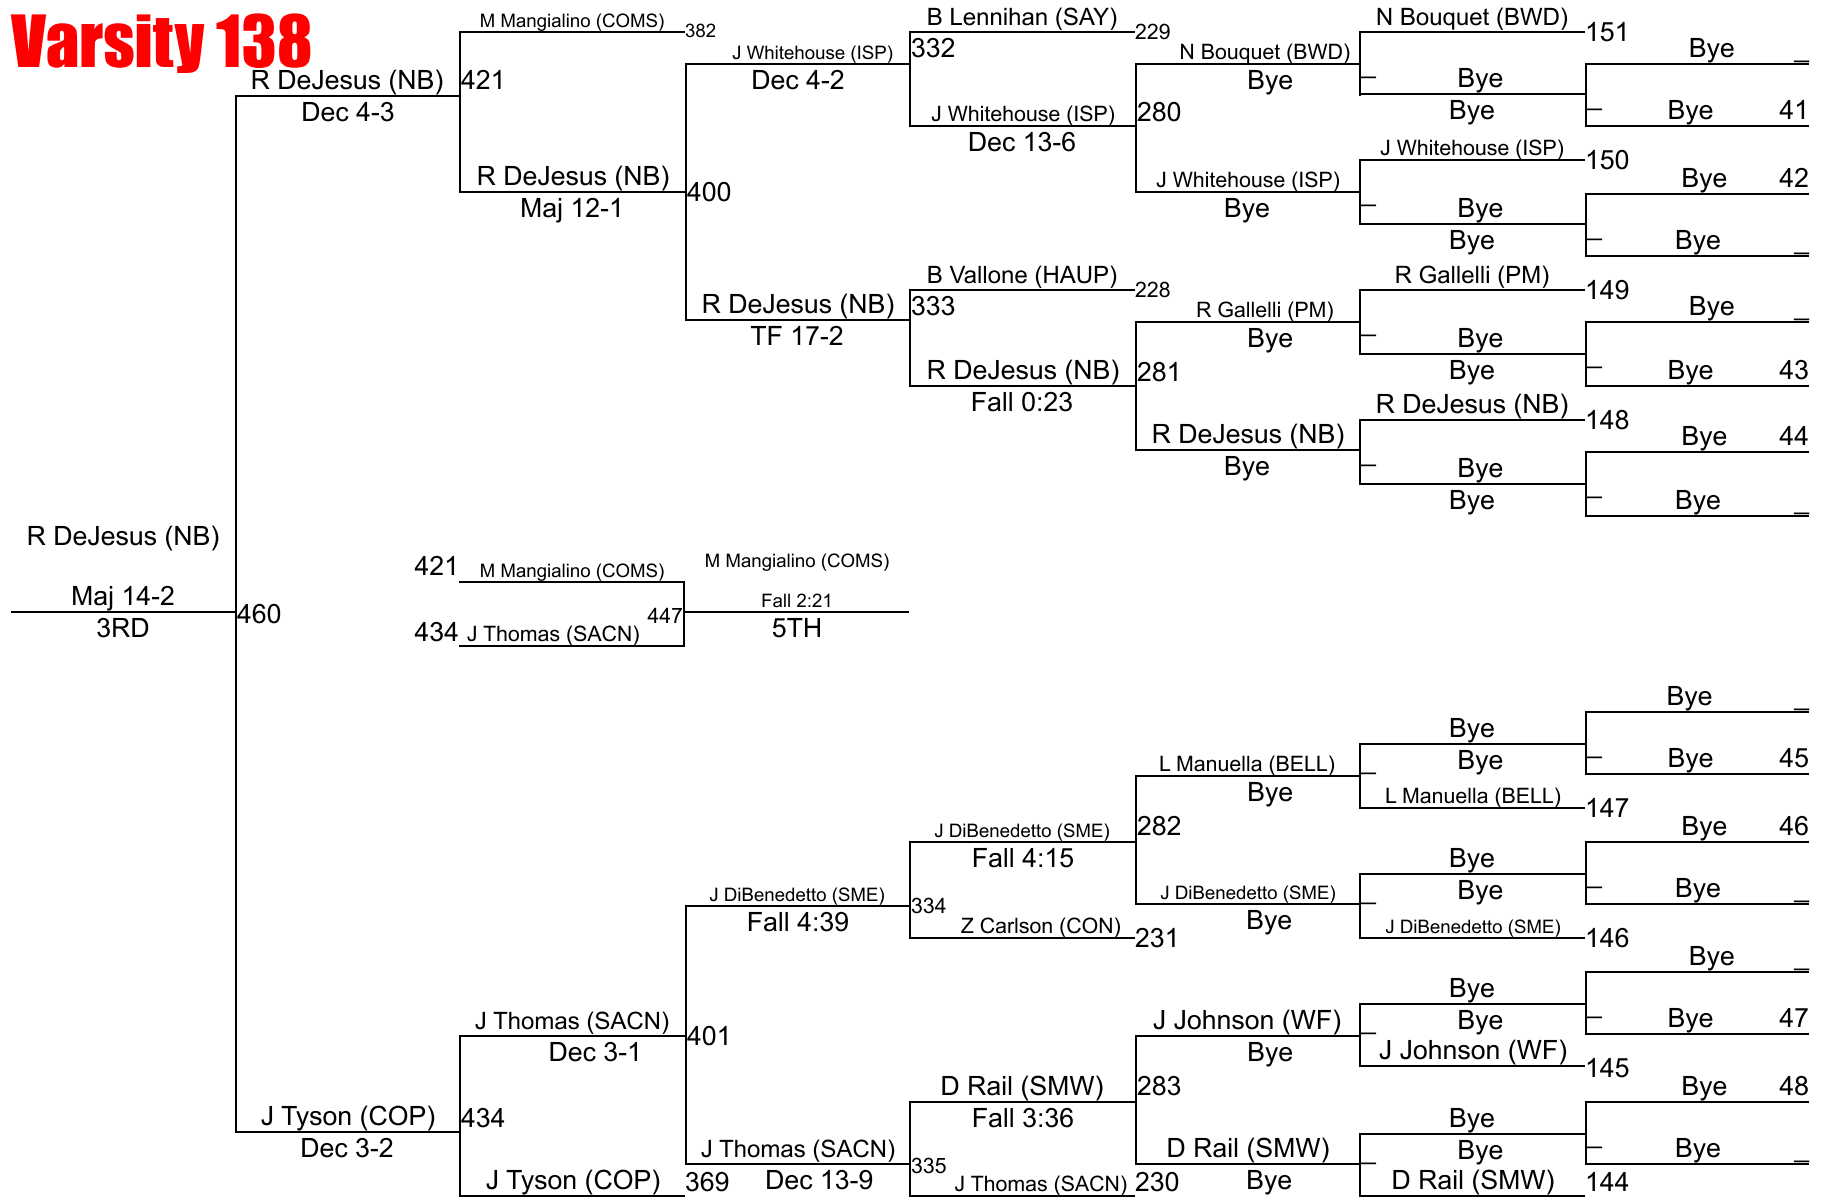 Varsity 138
M Mangialino (COMS) 382
B Lennihan (SAY) 229
N Bouquet (BWD) 151
J Whitehouse (ISP) 332
N Bouquet (BWD)
Bye _
R DeJesus (NB) 421
Dec 4-2
Bye
_ Bye
Dec 4-3
J Whitehouse (ISP) 280
Bye
_ Bye 41
Dec 13-6
J Whitehouse (ISP) 150
R DeJesus (NB) 400
J Whitehouse (ISP)
Bye 42
Maj 12-1
Bye
_ Bye
Bye
_ Bye _
B Vallone (HAUP) 228
R Gallelli (PM) 149
R DeJesus (NB) 333
R Gallelli (PM)
Bye _
TF 17-2
Bye
_ Bye
R DeJesus (NB) 281
Bye
_ Bye 43
Fall 0:23
R DeJesus (NB) 148
R DeJesus (NB)
Bye 44
Bye
_ Bye
Bye
_ Bye _
R DeJesus (NB)
421 M Mangialino (COMS)
M Mangialino (COMS)
Maj 14-2
460
447
Fall 2:21
3RD
434 J Thomas (SACN)
5TH
Bye _
Bye
L Manuella (BELL)
Bye
_ Bye 45
Bye
_ L Manuella (BELL) 147
J DiBenedetto (SME) 282
Bye 46
Fall 4:15
Bye
J DiBenedetto (SME) 334
J DiBenedetto (SME)
Bye
_ Bye _
Fall 4:39
Z Carlson (CON) 231
Bye
_ J DiBenedetto (SME) 146
Bye _
Bye
J Thomas (SACN) 401
J Johnson (WF)
Bye
_ Bye 47
Dec 3-1
Bye
_ J Johnson (WF) 145
D Rail (SMW) 283
Bye 48
J Tyson (COP) 434
Fall 3:36
Bye
Dec 3-2
J Thomas (SACN) 335
D Rail (SMW)
Bye
_ Bye _
J Tyson (COP) 369
Dec 13-9
J Thomas (SACN) 230
Bye
_ D Rail (SMW) 144